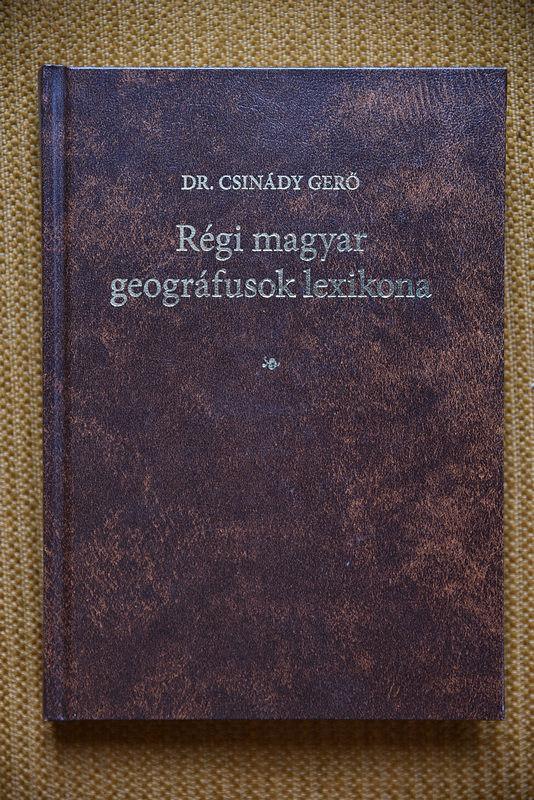 DR. CSINÁDY GERŐ
Régi magyar
geográfusok lexikona